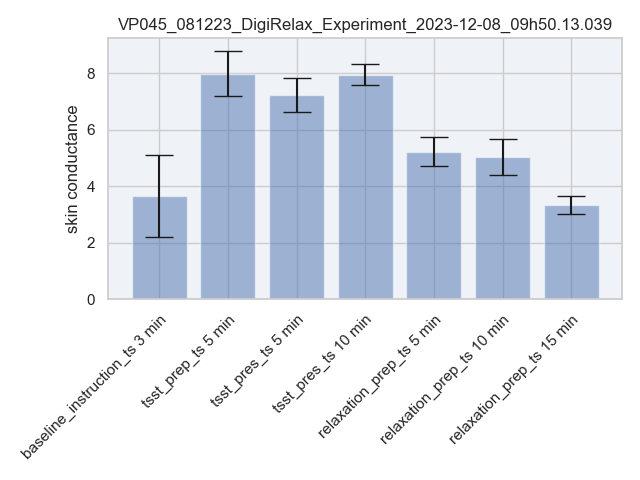 VP045_081223_DigiRelax_Experiment_2023-12-08_09h50.13.039
skin conductance
8
6
4
2
0
baseline_instruction_ts 3 min
tsst_prep_ts 5 min
tsst_pres_ts 5 min
tsst_pres_ts 10 min
relaxation_prep_ts 5 min
relaxation_prep_ts 10 min
relaxation_prep_ts 15 min